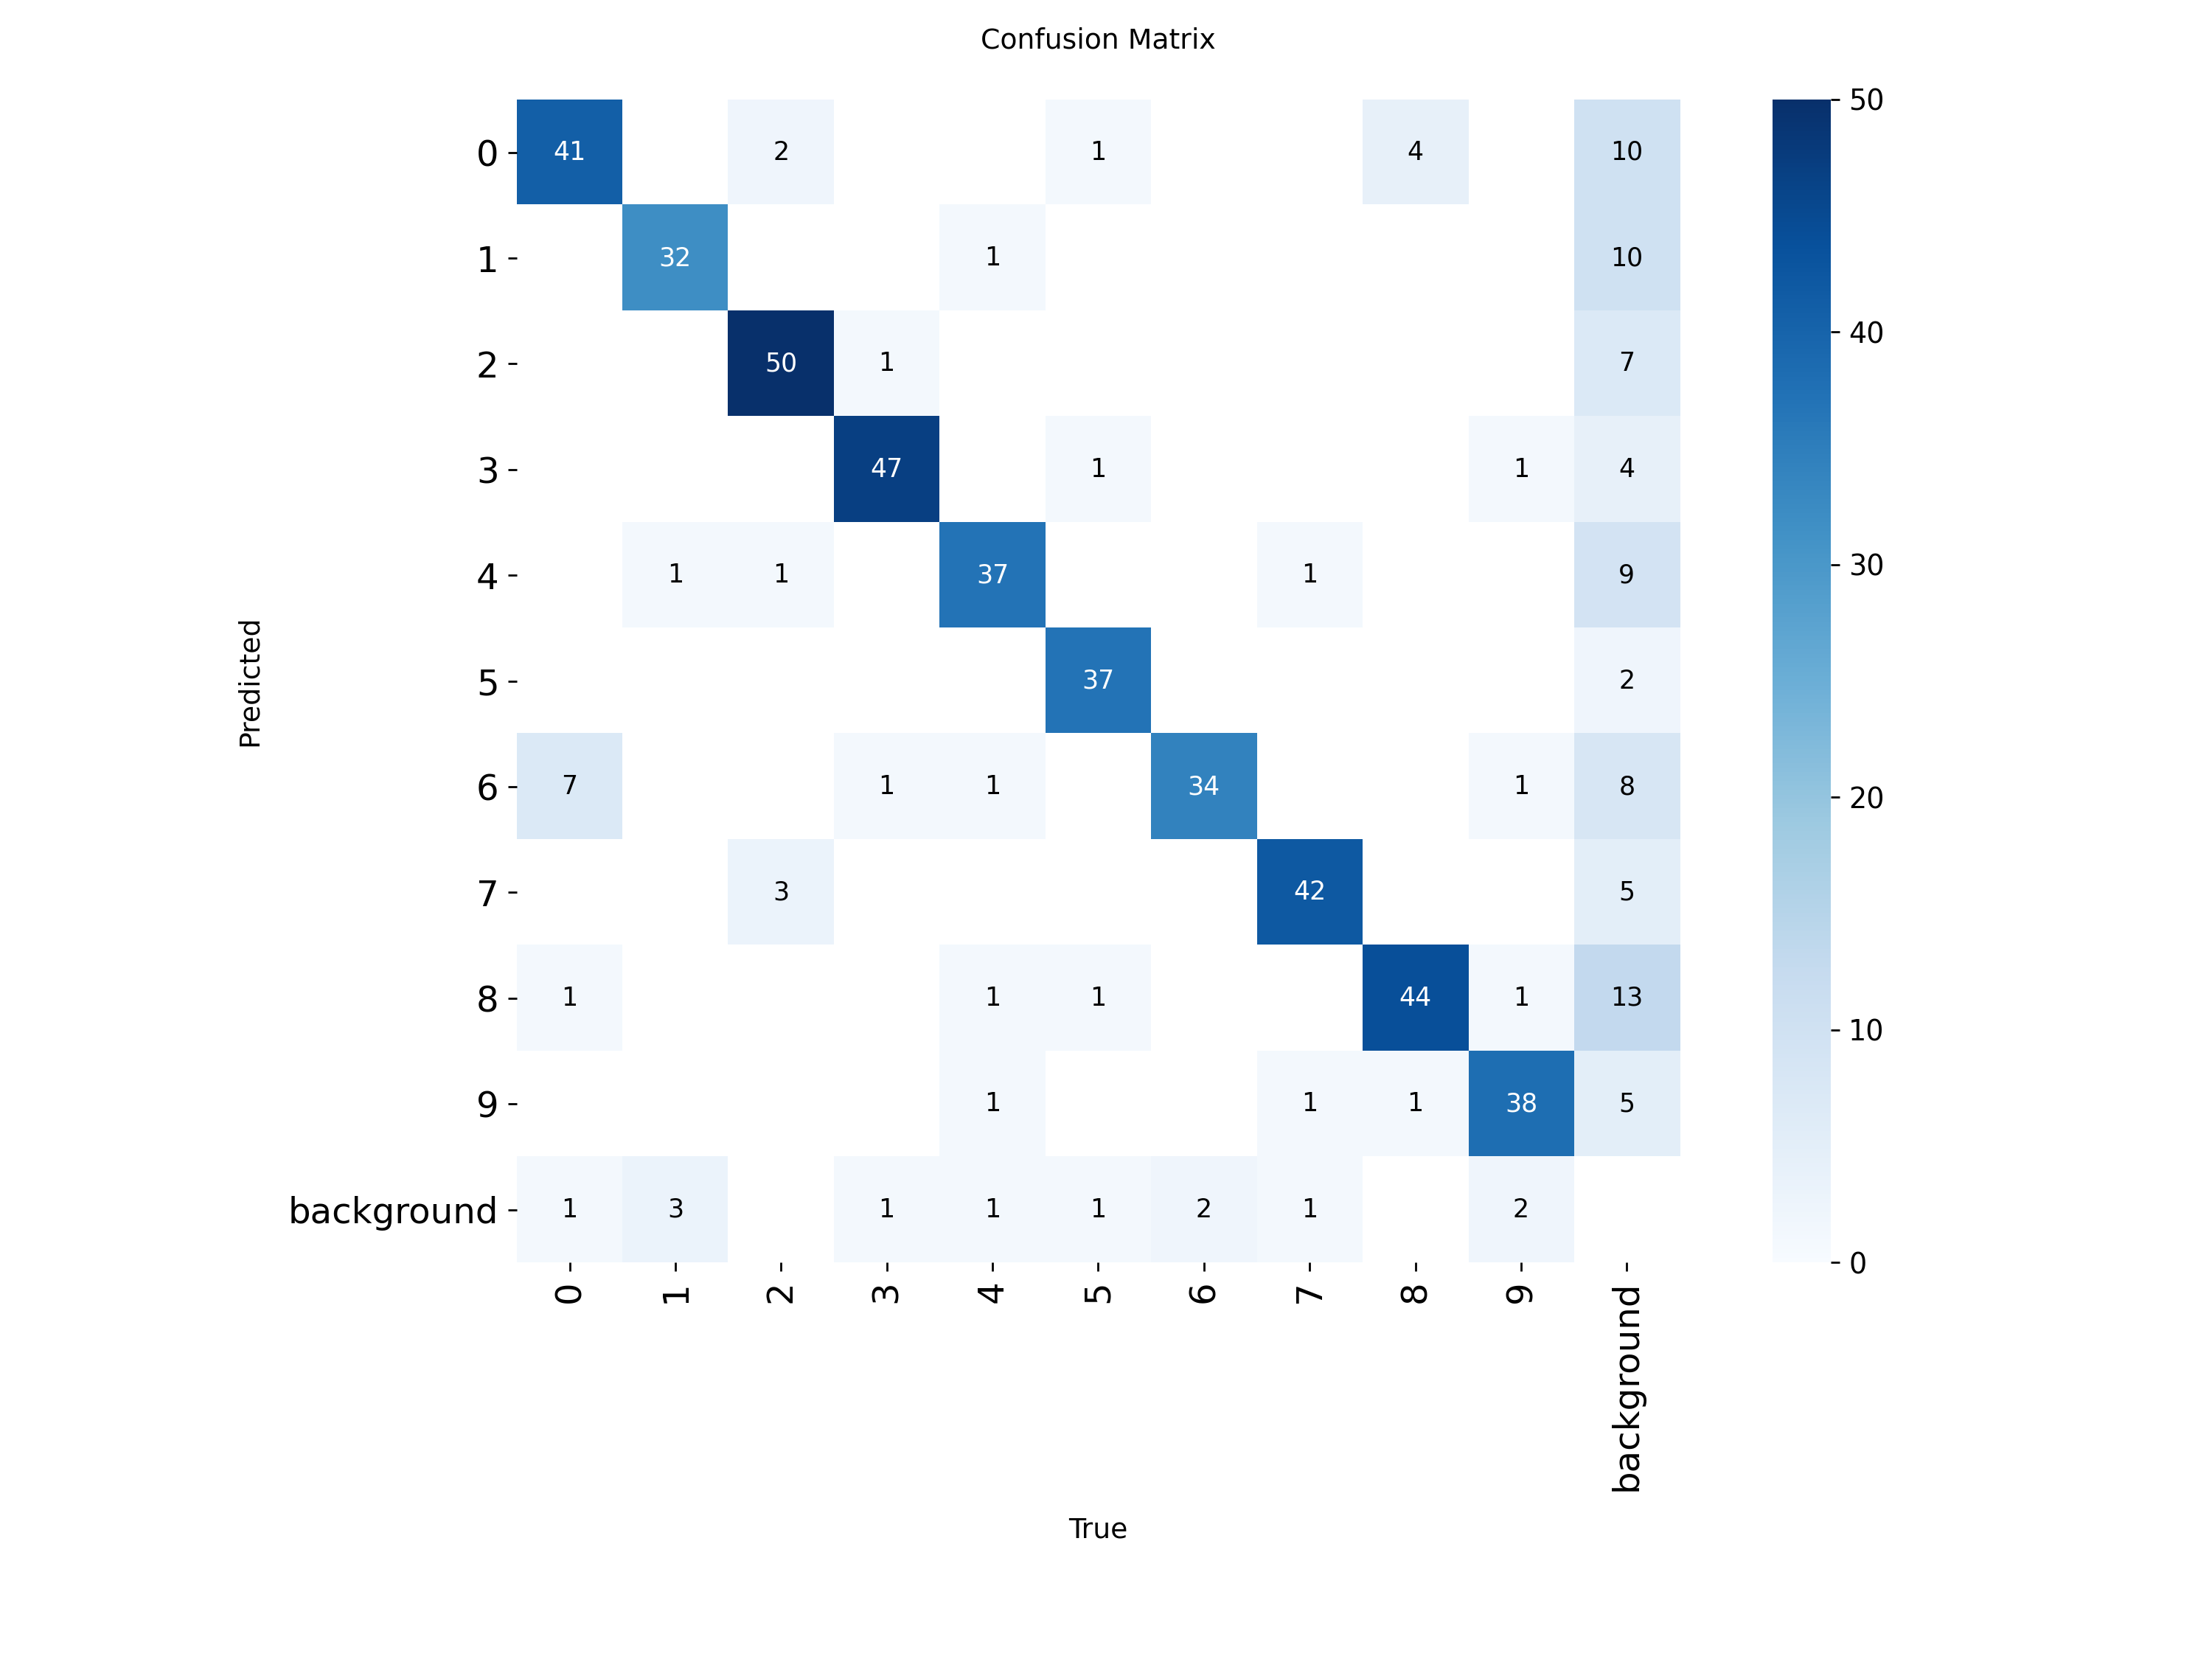 Confusion Matrix
0 41 2 1 4 10
1 32 1 10
2 50 1 7
3 47 1 1 4
4 1 1 37 1 9
5 37 2
6 7 1 1 34 1 8
7 3 42 5
8 1 1 1 44 1 13
9 1 1 1 38 5
background 1 3 1 1 1 2 1 2
0 1 2 3 4 5 6 7 8 9 background
True
Predicted
50
40
30
20
10
0